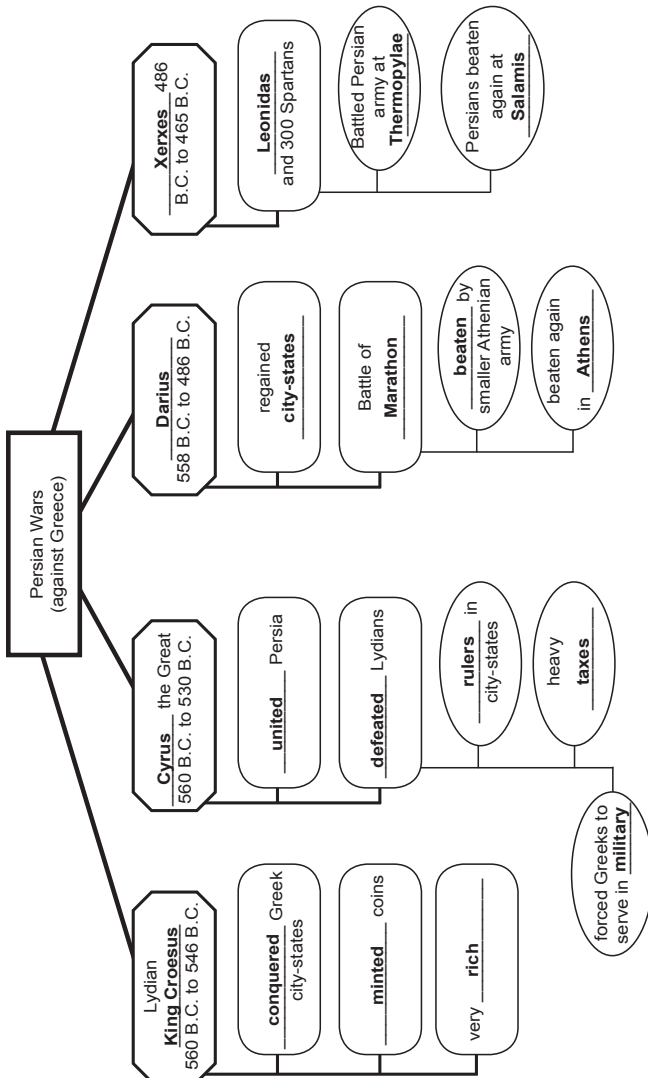 Persian Wars
(against Greece)
Lydian
King Croesus
560 B.C. to 546 B.C.
conquered Greek
city-states
minted coins
very rich
Cyrus the Great
560 B.C. to 530 B.C.
united Persia
defeated Lydians
rulers in
city-states
heavy
taxes
forced Greeks to
serve in military
Darius
558 B.C. to 486 B.C.
regained
city-states
Battle of
Marathon
beaten by
smaller Athenian
army
beaten again
in Athens
Xerxes 486
B.C. to 465 B.C.
Leonidas
and 300 Spartans
Battled Persian
army at
Thermopylae
Persians beaten
again at
Salamis